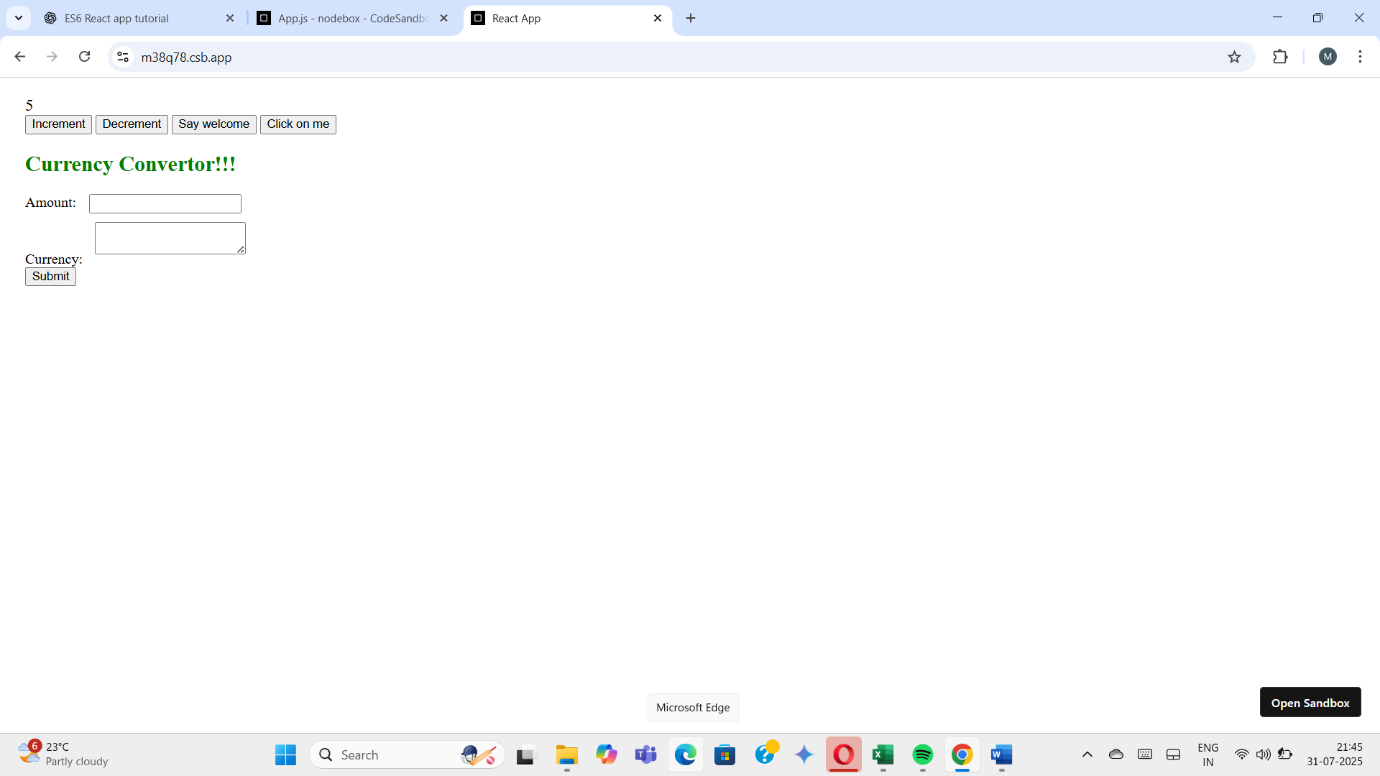 ES6 React app tutorial
App.js - nodebox - CodeSandb
React App
m38q78.csb.app
M
5
Increment Decrement Say welcome Click on me
Currency Convertor!!!
Amount:
Currency:
Submit
Microsoft Edge
Open Sandbox
6
23°C
Partly cloudy
Search
ENG
IN
21:45
31-07-2025